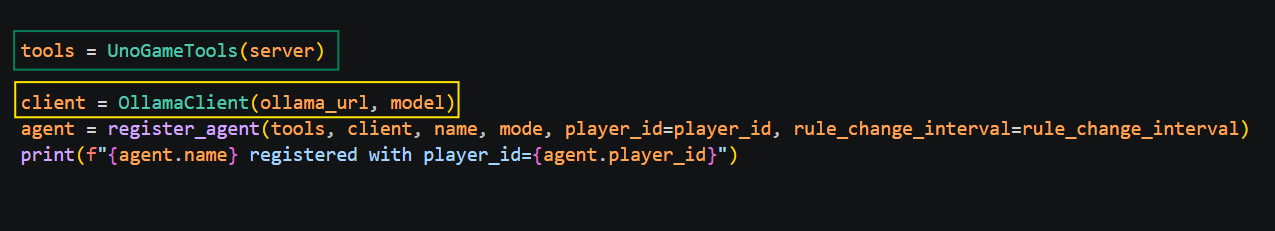 tools = UnoGameTools(server)
client = OllamaClient(ollama_url, model)
agent = register_agent(tools, client, name, mode, player_id=player_id, rule_change_interval=rule_change_interval)
print(f"{agent.name} registered with player_id={agent.player_id}")